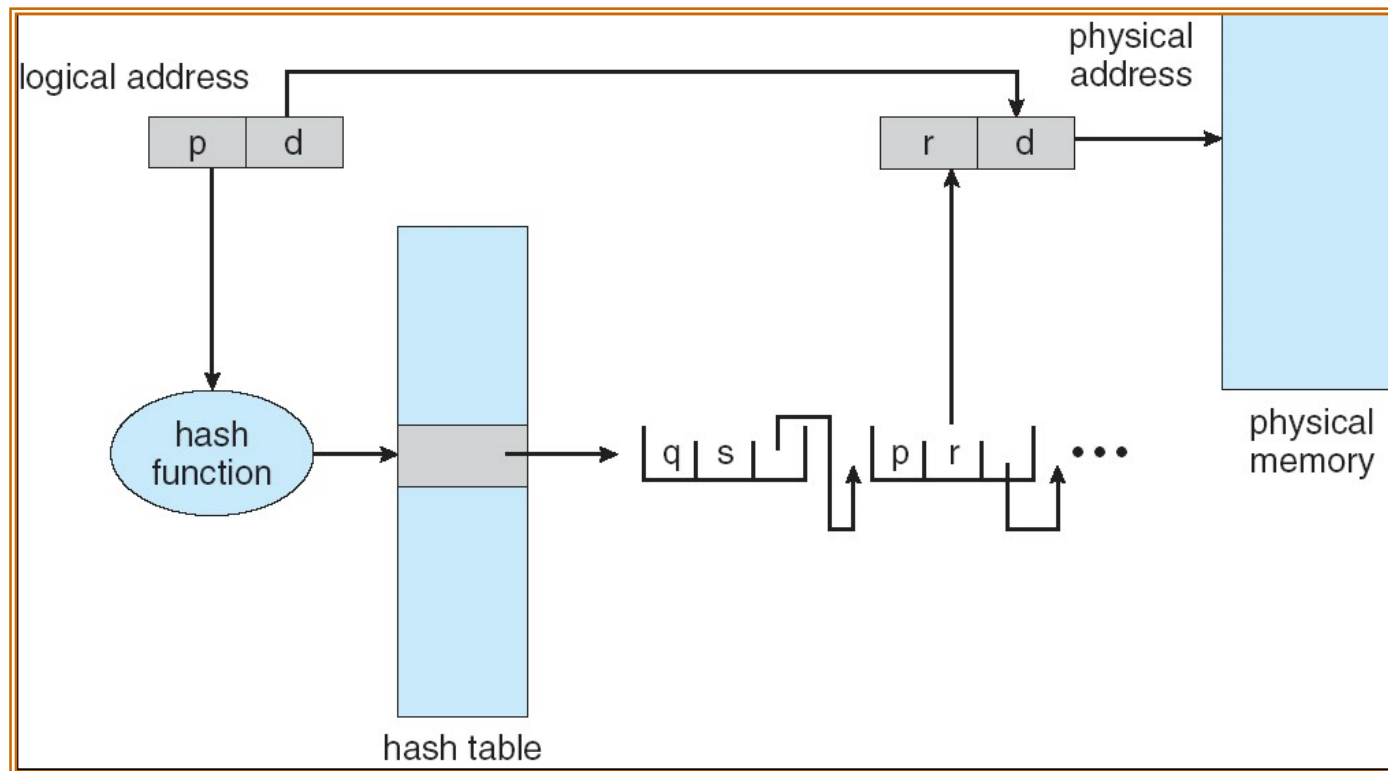 logical address
physical
address
p d
r d
hash
function
q s
p r
•••
physical
memory
hash table